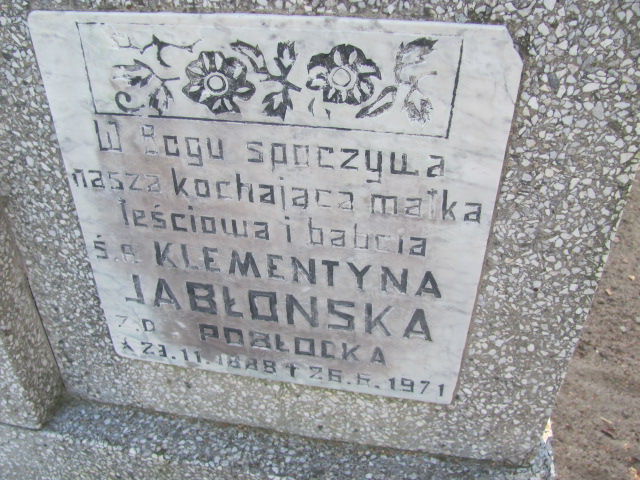 W Bogu spoczywa
nasza kochająca matka
teściowa i babcia
Ś.P. KLEMENTYNA
JABŁOŃSKA
Z.D. POBŁOCKA
* 23.11.1888 † 26.6.1971